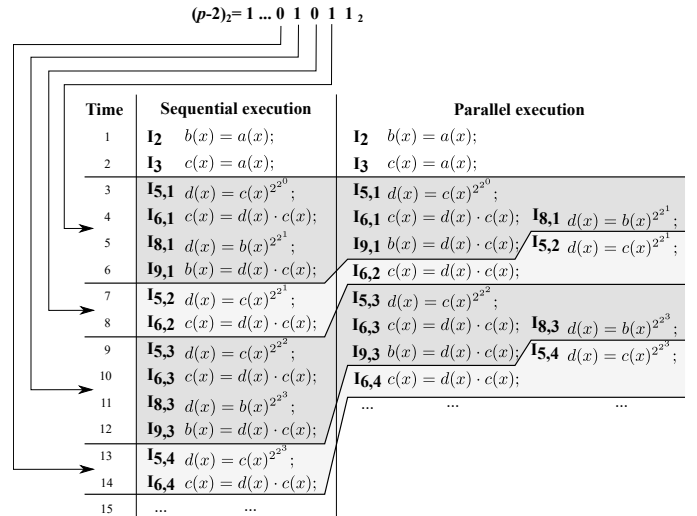 (p-2)₂= 1 ... 0 1 0 1 1 ₂
Time Sequential execution Parallel execution
1 I2 b(x) = a(x); I2 b(x) = a(x);
2 I3 c(x) = a(x); I3 c(x) = a(x);
3 I5,1 d(x) = c(x)^{2^{2^0}}; I5,1 d(x) = c(x)^{2^{2^0}};
4 I6,1 c(x) = d(x) · c(x); I6,1 c(x) = d(x) · c(x); I8,1 d(x) = b(x)^{2^{2^1}};
5 I8,1 d(x) = b(x)^{2^{2^1}}; I9,1 b(x) = d(x) · c(x); I5,2 d(x) = c(x)^{2^{2^1}};
6 I9,1 b(x) = d(x) · c(x); I6,2 c(x) = d(x) · c(x);
7 I5,2 d(x) = c(x)^{2^{2^1}}; I5,3 d(x) = c(x)^{2^{2^2}};
8 I6,2 c(x) = d(x) · c(x); I6,3 c(x) = d(x) · c(x); I8,3 d(x) = b(x)^{2^{2^3}};
9 I5,3 d(x) = c(x)^{2^{2^2}}; I9,3 b(x) = d(x) · c(x); I5,4 d(x) = c(x)^{2^{2^3}};
10 I6,3 c(x) = d(x) · c(x); I6,4 c(x) = d(x) · c(x);
11 I8,3 d(x) = b(x)^{2^{2^3}}; ... ... ...
12 I9,3 b(x) = d(x) · c(x);
13 I5,4 d(x) = c(x)^{2^{2^3}};
14 I6,4 c(x) = d(x) · c(x);
15 ... ...